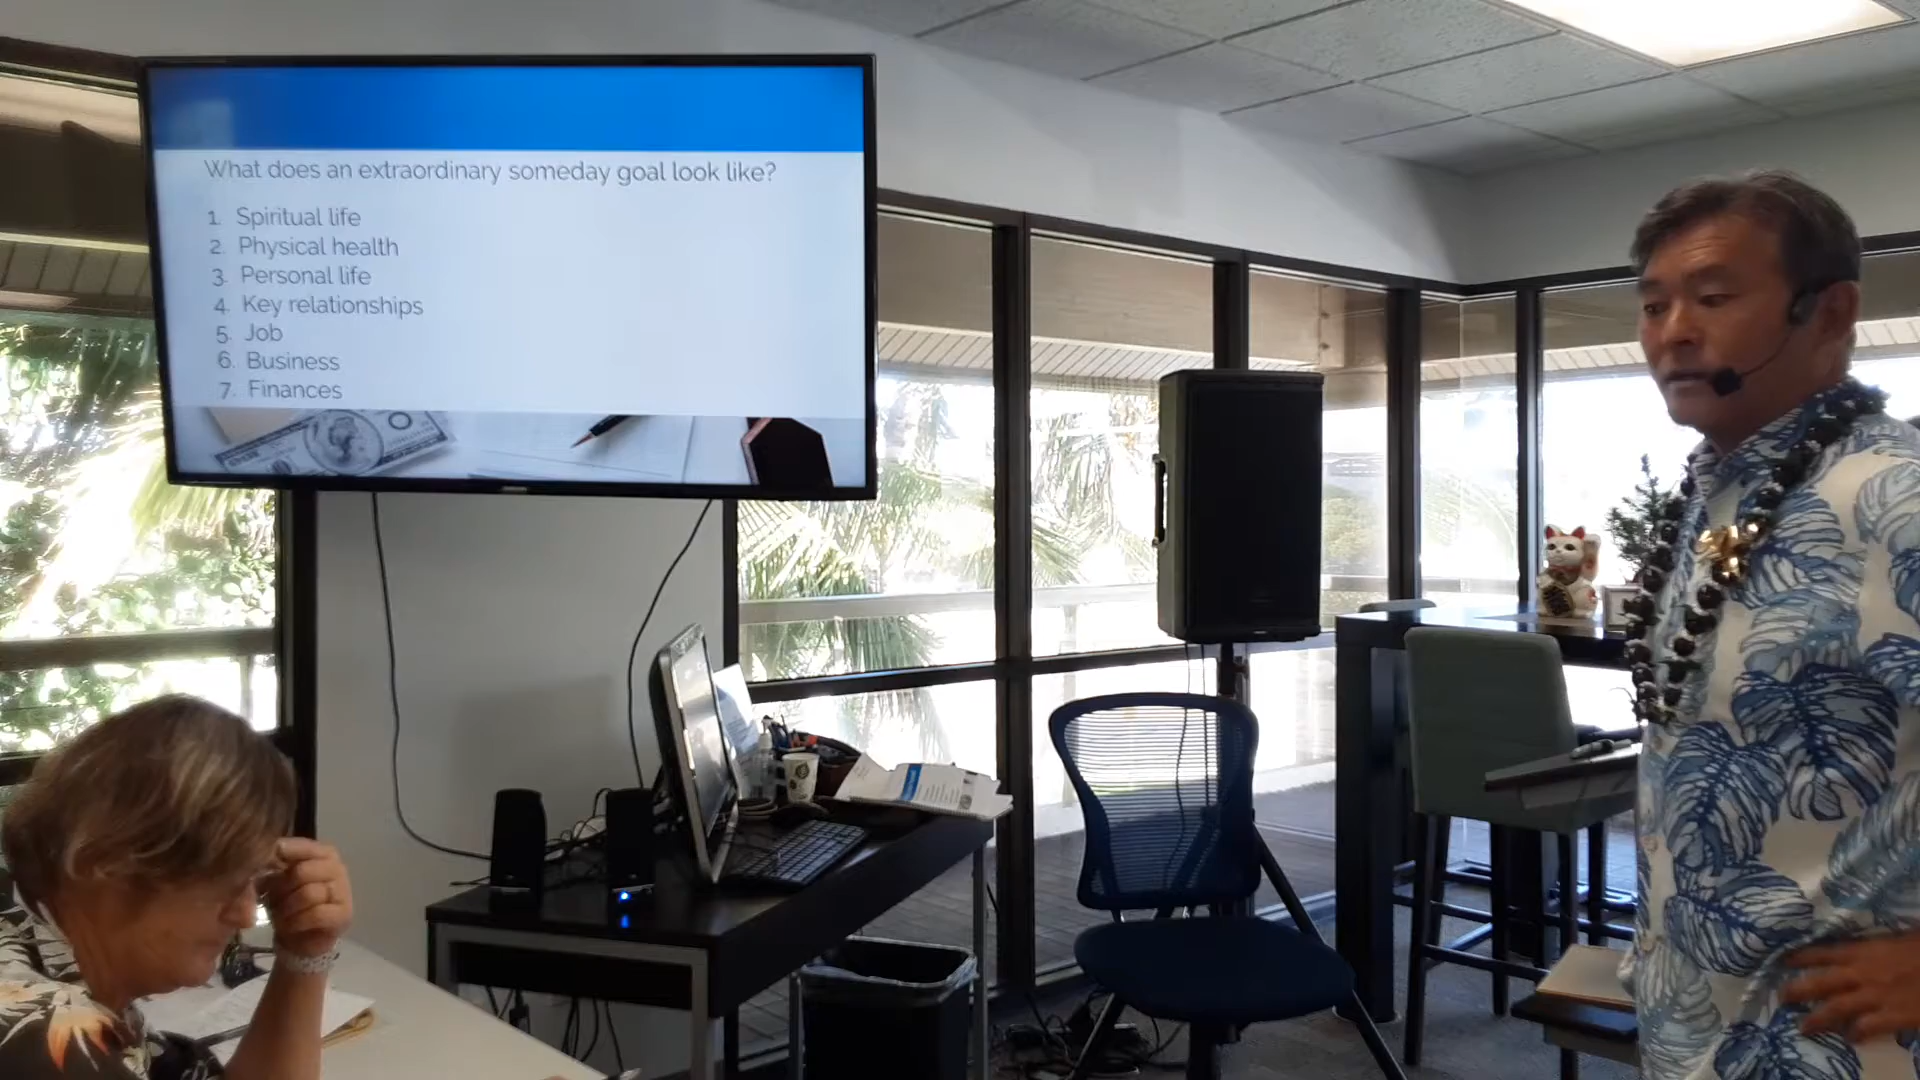 What does an extraordinary someday goal look like?
1. Spiritual life
2. Physical health
3. Personal life
4. Key relationships
5. Job
6. Business
7. Finances